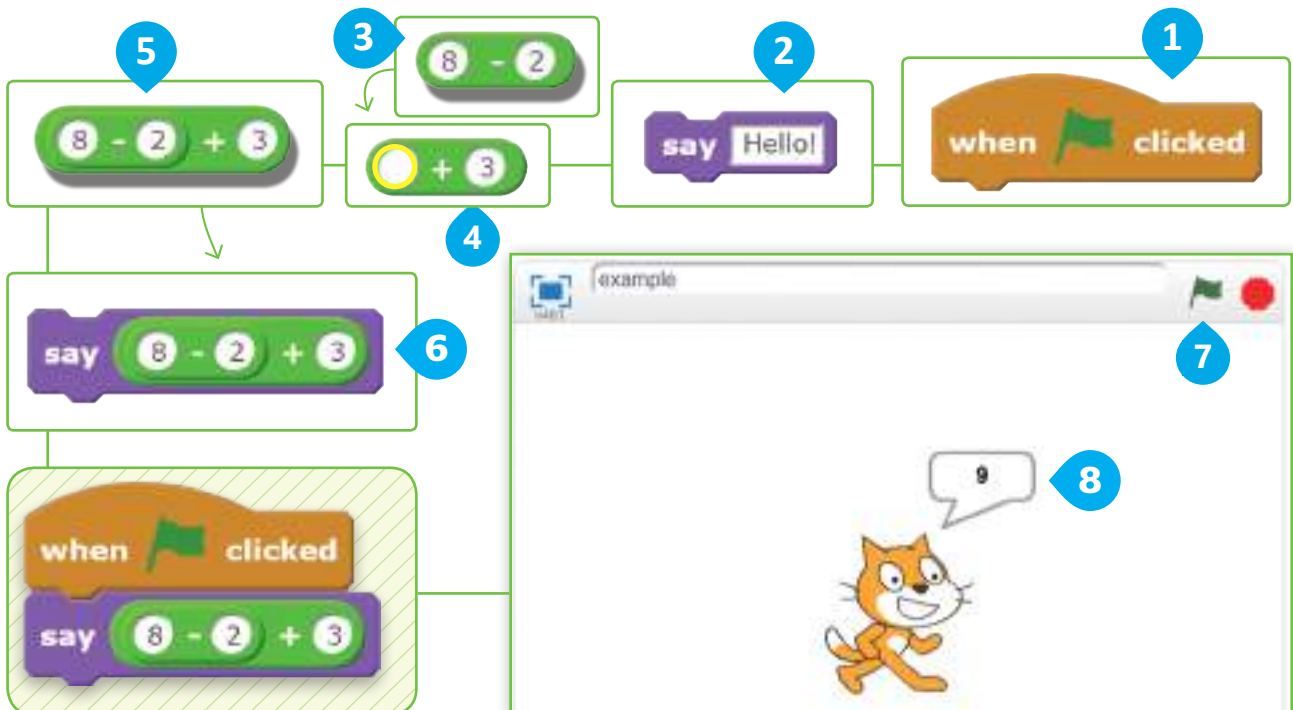 5
3
8 - 2
2
1
8 - 2 + 3
+ 3
say Hello!
when clicked
4
example
say 8 - 2 + 3
6
7
9
8
when clicked
say 8 - 2 + 3